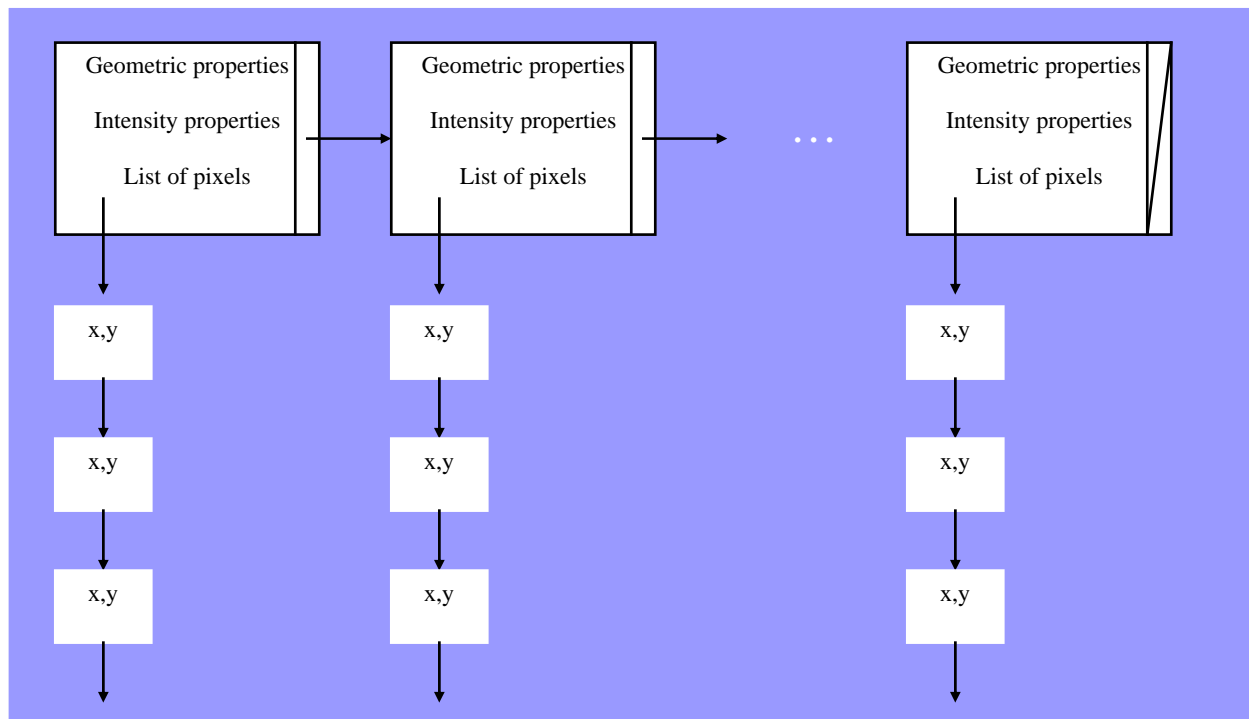 Geometric properties
Intensity properties
List of pixels
x,y
x,y
x,y
Geometric properties
Intensity properties
List of pixels
x,y
x,y
x,y
. . .
Geometric properties
Intensity properties
List of pixels
x,y
x,y
x,y